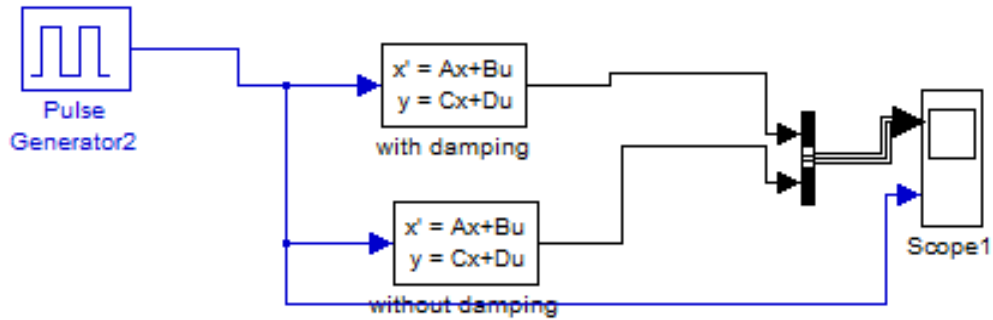 Pulse
Generator2
x' = Ax+Bu
y = Cx+Du
with damping
x' = Ax+Bu
y = Cx+Du
without damping
Scope1